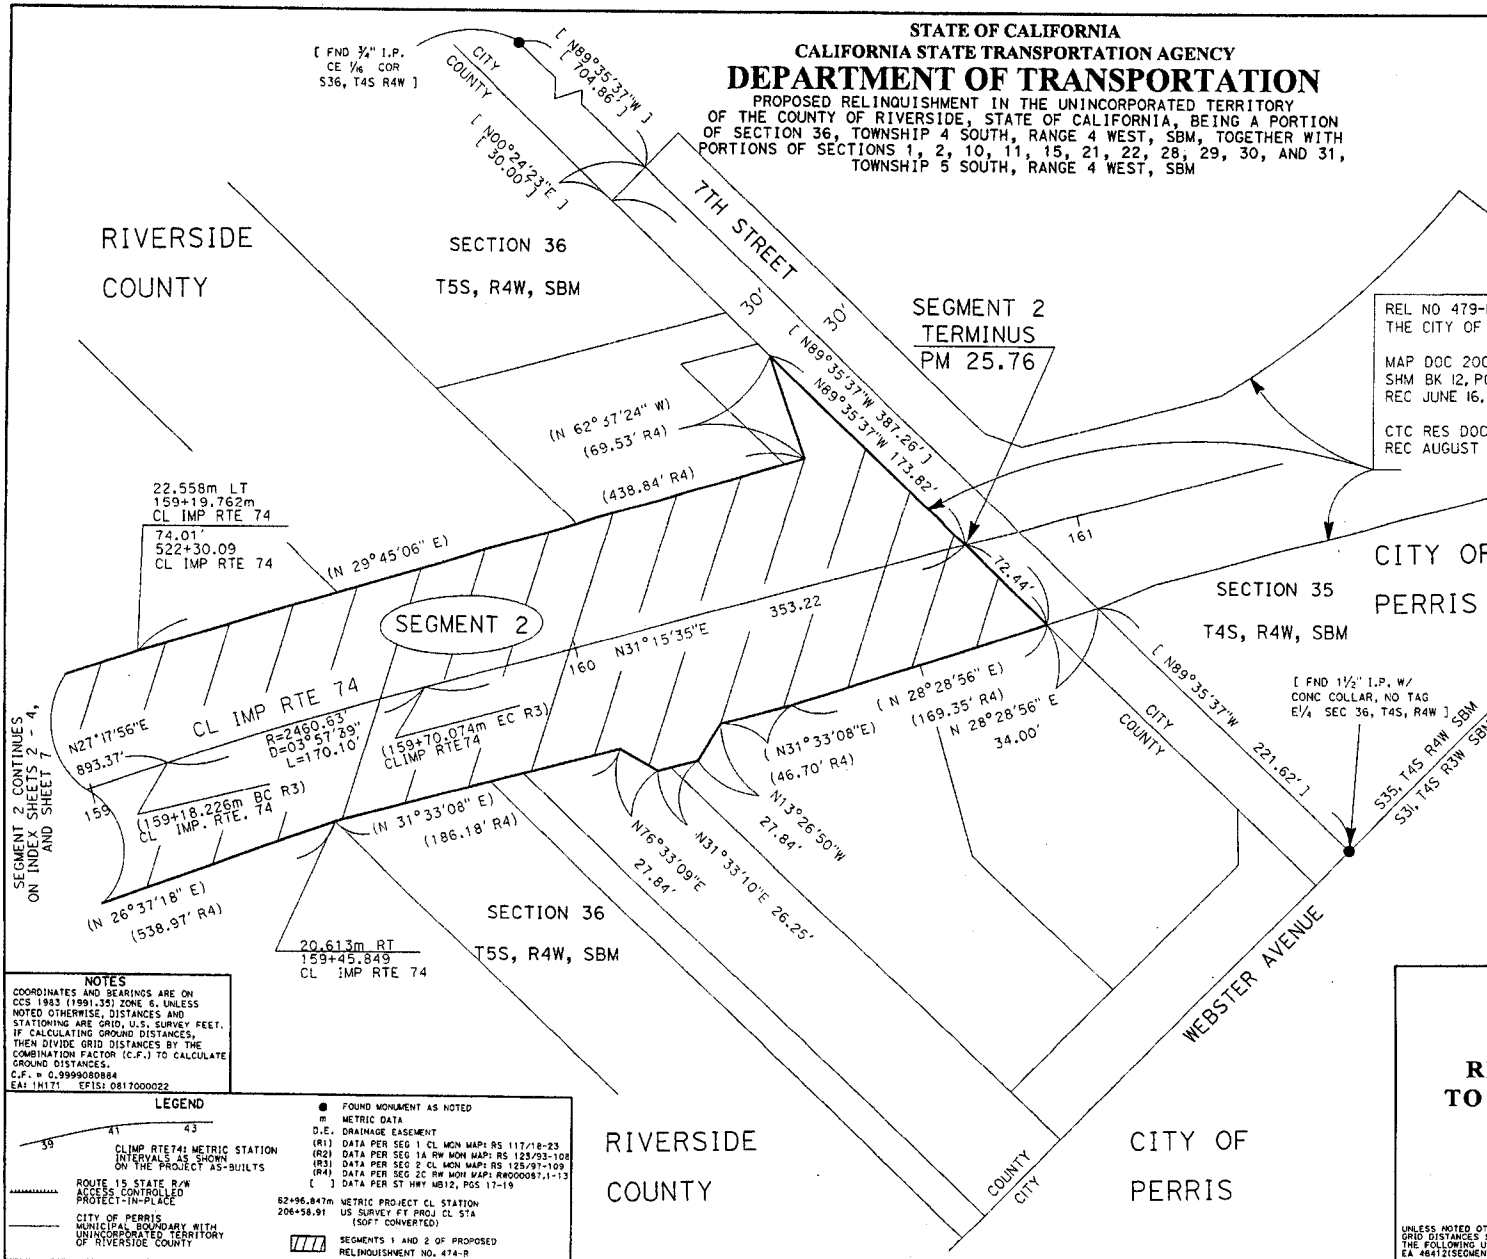 STATE OF CALIFORNIA
CALIFORNIA STATE TRANSPORTATION AGENCY
DEPARTMENT OF TRANSPORTATION
PROPOSED RELINQUISHMENT IN THE UNINCORPORATED TERRITORY
OF THE COUNTY OF RIVERSIDE, STATE OF CALIFORNIA, BEING A PORTION
OF SECTION 36, TOWNSHIP 4 SOUTH, RANGE 4 WEST, SBM, TOGETHER WITH
PORTIONS OF SECTIONS 1, 2, 10, 11, 15, 21, 22, 28, 29, 30, AND 31,
TOWNSHIP 5 SOUTH, RANGE 4 WEST, SBM
[ FND ¾" I.P.
CE 1/16 COR
S36, T4S R4W ]
CITY
COUNTY
[ N89°35'37"W ]
[ 704.86 ]
[ N00°24'23"E ]
[ 30.00' ]
RIVERSIDE
COUNTY
SECTION 36
T5S, R4W, SBM
7TH STREET
30'
30'
SEGMENT 2
TERMINUS
PM 25.76
[ N89°35'37"W 387.26' ]
N89°35'37"W 173.82'
REL NO 479-
THE CITY OF
MAP DOC 200
SHM BK 12, P
REC JUNE 16,
CTC RES DOC
REC AUGUST
(N 62°37'24" W)
(69.53' R4)
(438.84' R4)
22.558m LT
159+19.762m
CL IMP RTE 74
74.01'
522+30.09
CL IMP RTE 74
(N 29°45'06" E)
SEGMENT 2
160
N31°15'35"E
353.22
72.44'
161
CITY OF
PERRIS
SECTION 35
T4S, R4W, SBM
SEGMENT 2 CONTINUES
ON INDEX SHEETS 2 - 4,
AND SHEET 7
N27°17'56"E
893.37'
CL IMP RTE 74
R=2460.63'
D=03°57'39"
L=170.10'
(159+70.074m EC R3)
CLIMP RTE74
159
(159+18.226m BC R3)
CL IMP. RTE. 74
(N 31°33'08" E)
(186.18' R4)
(N 26°37'18" E)
(538.97' R4)
( N 28°28'56" E)
(169.35' R4)
N 28°28'56" E
34.00'
( N31°33'08"E)
(46.70' R4)
N13°26'50"W
27.84'
N31°33'10"E 26.25'
N76°33'09"E
27.84'
CITY
COUNTY
[ N89°35'37"W 221.62' ]
[ FND 1½" I.P. W/
CONC COLLAR, NO TAG
E¼ SEC 36, T4S, R4W ]
S35, T4S R4W SBM
S31, T4S R3W SBM
SECTION 36
T5S, R4W, SBM
20.613m RT
159+45.849
CL IMP RTE 74
WEBSTER AVENUE
NOTES
COORDINATES AND BEARINGS ARE ON
CCS 1983 (1991.35) ZONE 6. UNLESS
NOTED OTHERWISE, DISTANCES AND
STATIONING ARE GRID, U.S. SURVEY FEET.
IF CALCULATING GROUND DISTANCES,
THEN DIVIDE GRID DISTANCES BY THE
COMBINATION FACTOR (C.F.) TO CALCULATE
GROUND DISTANCES.
C.F. = 0.9999080884
EA: 1H171 EFIS: 0817000022
LEGEND
39 41 43
CLIMP RTE74: METRIC STATION
INTERVALS AS SHOWN
ON THE PROJECT AS-BUILTS
ROUTE 15 STATE R/W
ACCESS CONTROLLED
PROTECT-IN-PLACE
CITY OF PERRIS
MUNICIPAL BOUNDARY WITH
UNINCORPORATED TERRITORY
OF RIVERSIDE COUNTY
FOUND MONUMENT AS NOTED
m METRIC DATA
D.E. DRAINAGE EASEMENT
(R1) DATA PER SEG 1 CL MON MAP: RS 117/18-23
(R2) DATA PER SEG 1A RW MON MAP: RS 123/93-108
(R3) DATA PER SEG 2 CL MON MAP: RS 125/97-109
(R4) DATA PER SEG 2C RW MON MAP: RW000087,1-13
[ ] DATA PER ST HWY MB12, PGS 17-19
62+96.847m METRIC PROJECT CL STATION
206+58.91 US SURVEY FT PROJ CL STA
(SOFT CONVERTED)
SEGMENTS 1 AND 2 OF PROPOSED
RELINQUISHMENT NO. 474-R
RIVERSIDE
COUNTY
COUNTY
CITY
CITY OF
PERRIS
R
TO
UNLESS NOTED OT
GRID DISTANCES
THE FOLLOWING U
EA 46412(SEGMEN